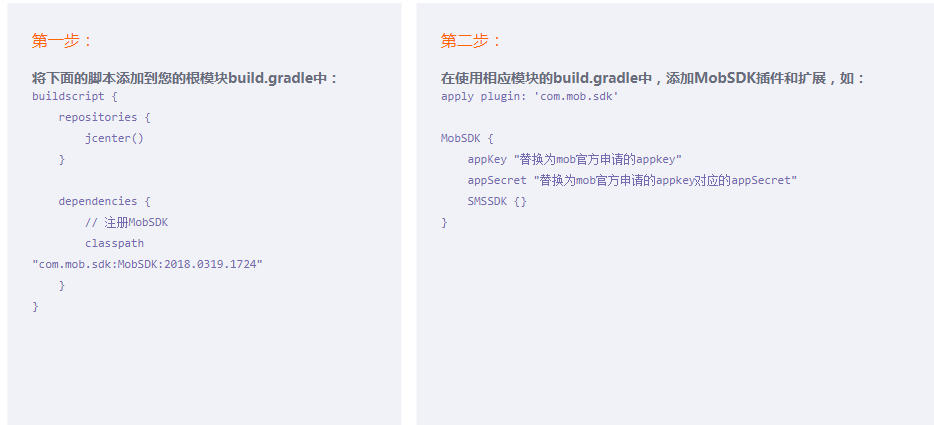 第一步：
将下面的脚本添加到您的根模块build.gradle中：
buildscript {
    repositories {
        jcenter()
    }
    dependencies {
        // 注册MobSDK
        classpath
"com.mob.sdk:MobSDK:2018.0319.1724"
    }
}
第二步：
在使用相应模块的build.gradle中，添加MobSDK插件和扩展，如：
apply plugin: 'com.mob.sdk'
MobSDK {
    appKey "替换为mob官方申请的appkey"
    appSecret "替换为mob官方申请的appkey对应的appSecret"
    SMSSDK {}
}